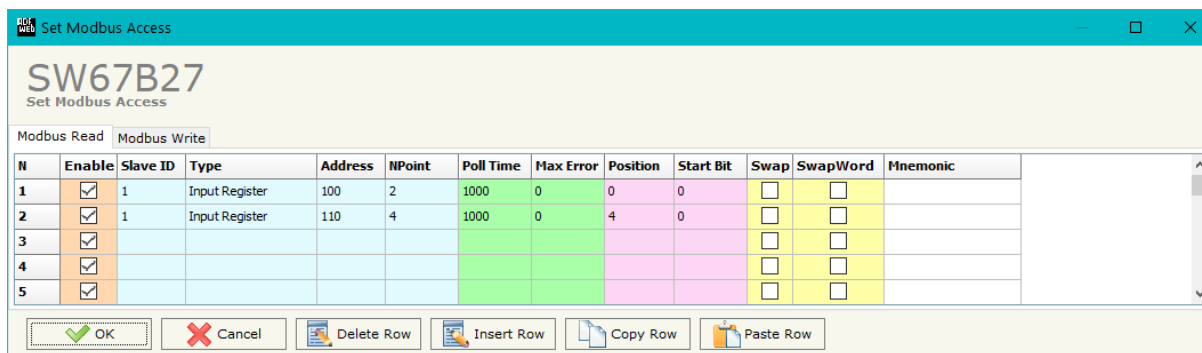 ADF
WEB
Set Modbus Access
SW67B27
Set Modbus Access
Modbus Read Modbus Write
N Enable Slave ID Type Address NPoint Poll Time Max Error Position Start Bit Swap SwapWord Mnemonic
1 1 Input Register 100 2 1000 0 0 0
2 1 Input Register 110 4 1000 0 4 0
3
4
5
OK Cancel Delete Row Insert Row Copy Row Paste Row